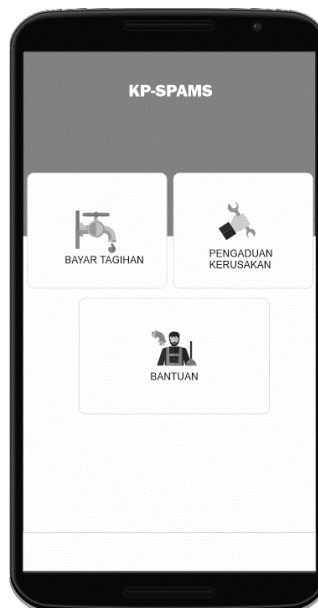 KP-SPAMS
BAYAR TAGIHAN
PENGADUAN
KERUSAKAN
BANTUAN